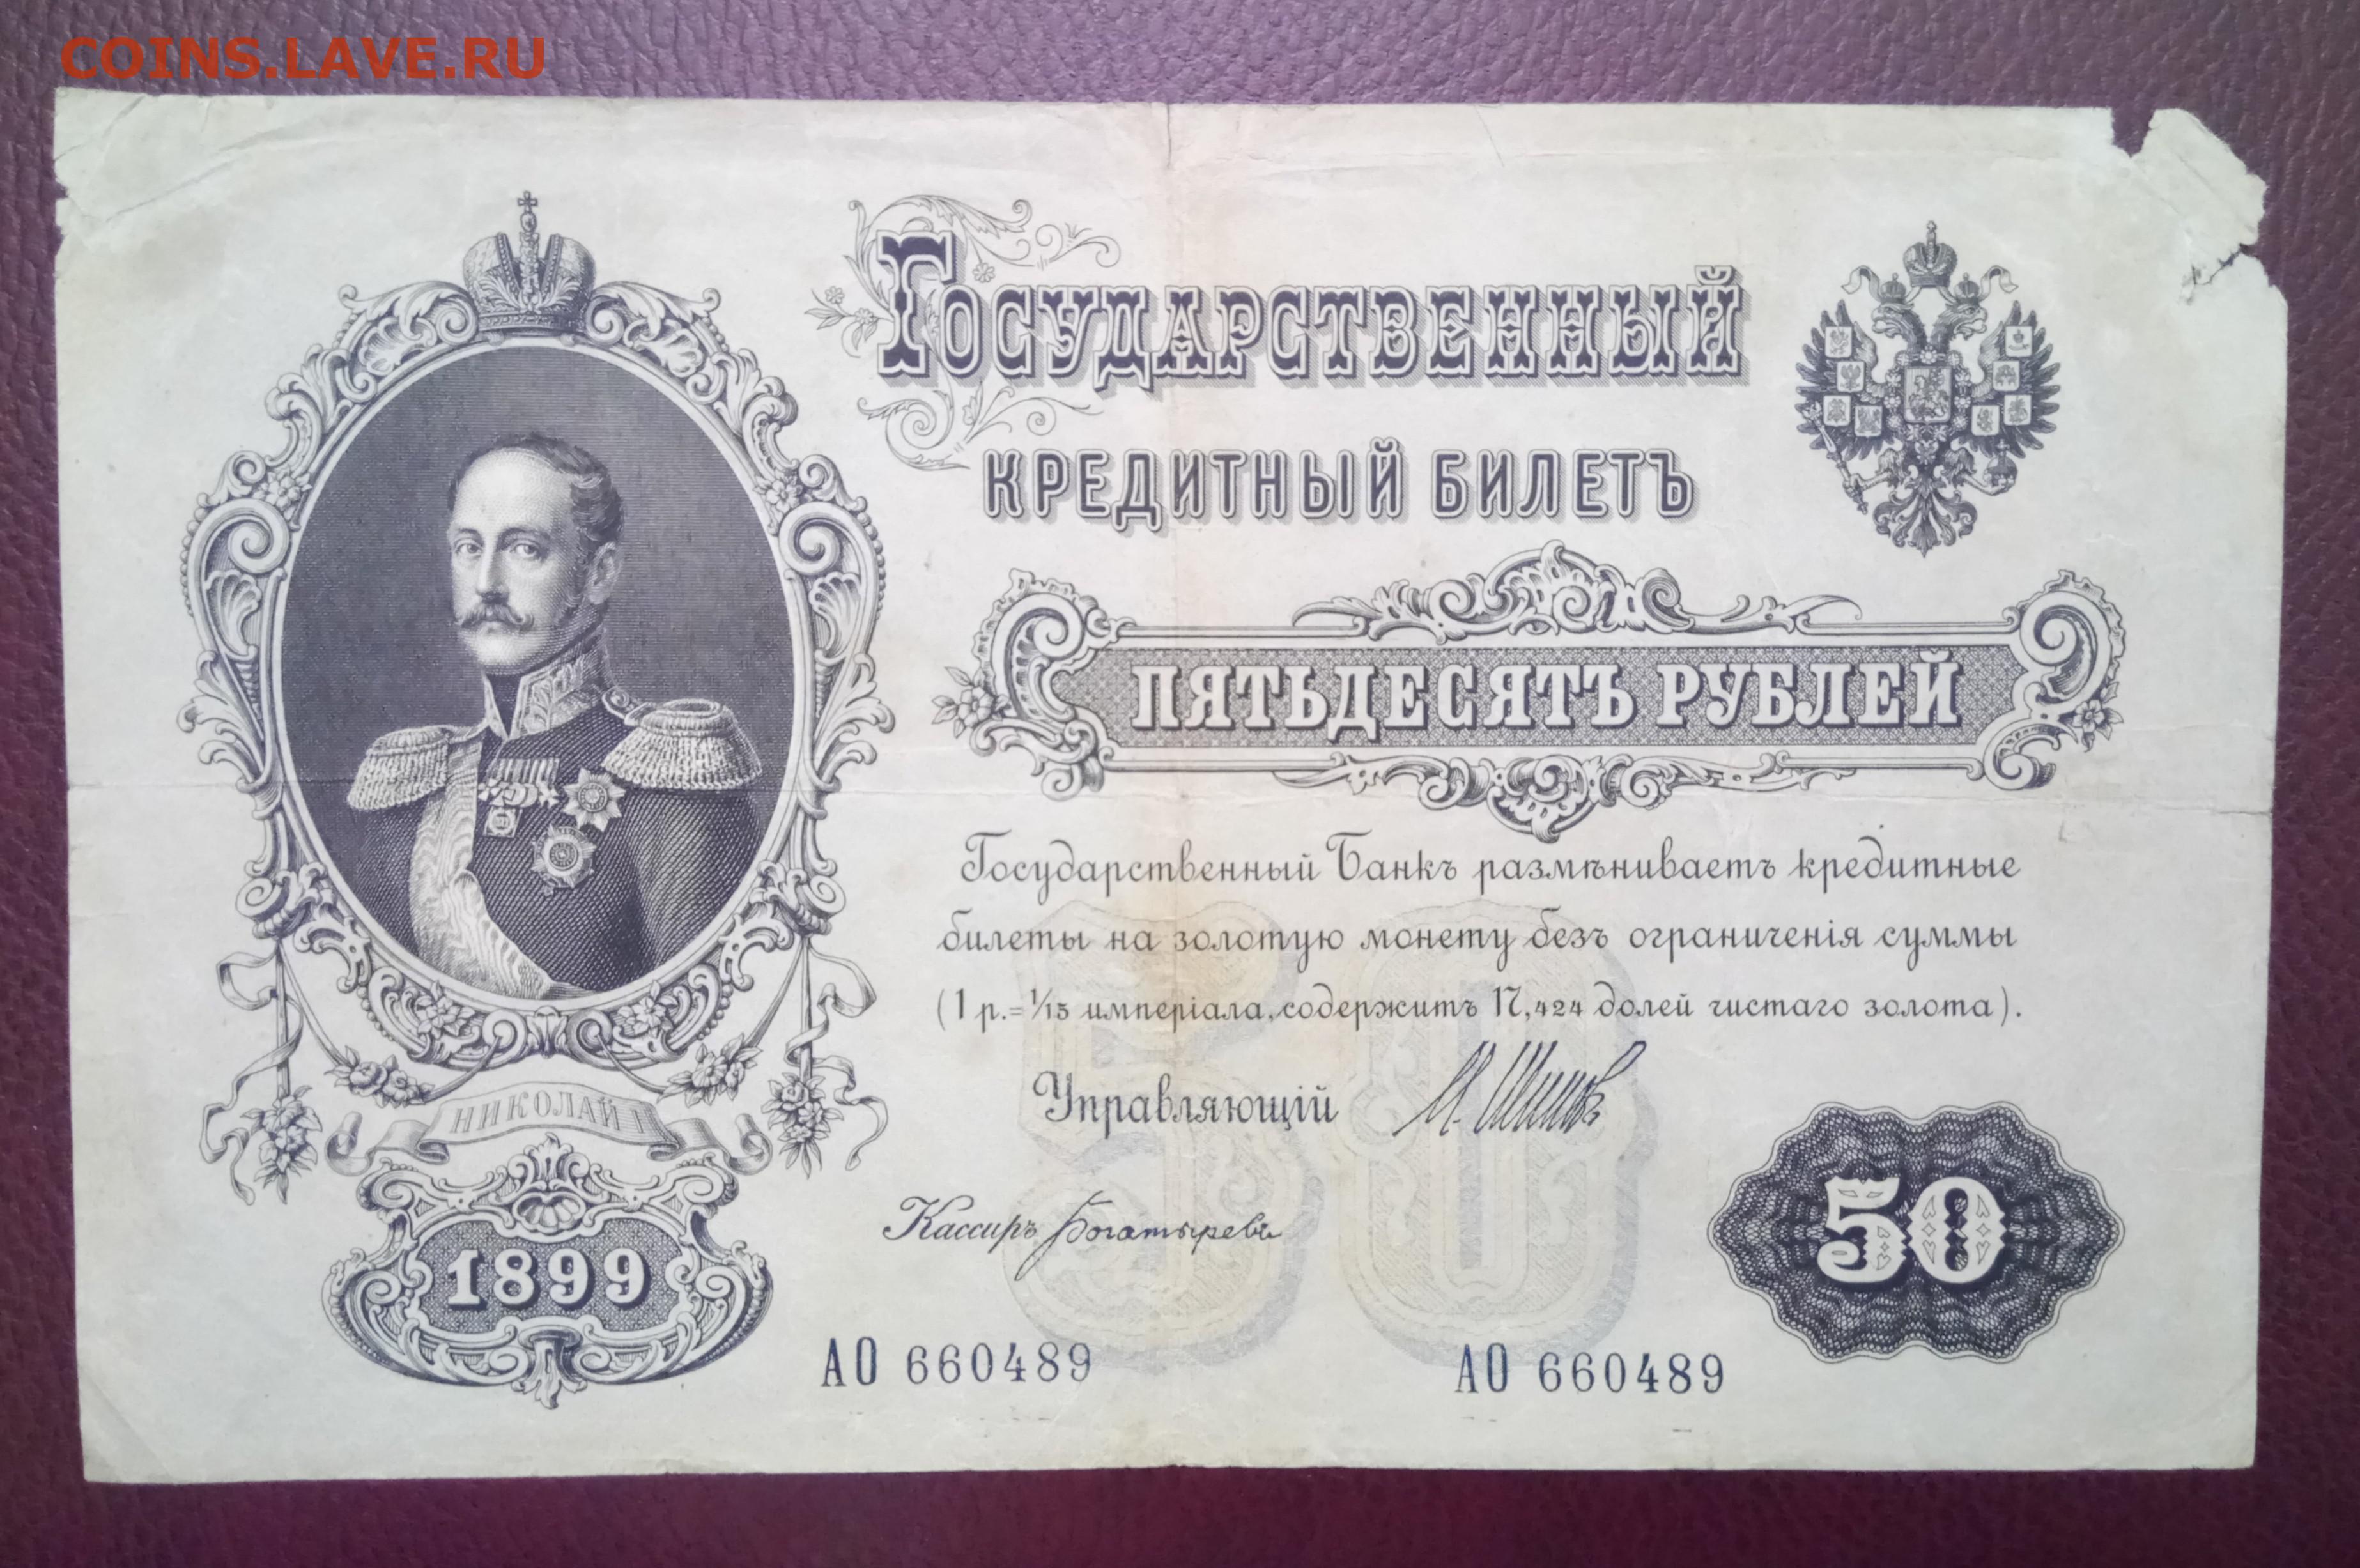 COINS.LAVE.RU
Государственный
кредитный билетъ
ПЯТЬДЕСЯТЪ РУБЛЕЙ
Государственный Банкъ размѣниваетъ кредитные
билеты на золотую монету безъ ограниченія суммы
(1 р.=1/15 имперіала, содержитъ 17,424 долей чистаго золота).
Управляющій И. Шипов
Кассиръ Богатыревъ
НИКОЛАЙ I
1899
50
АО 660489 АО 660489